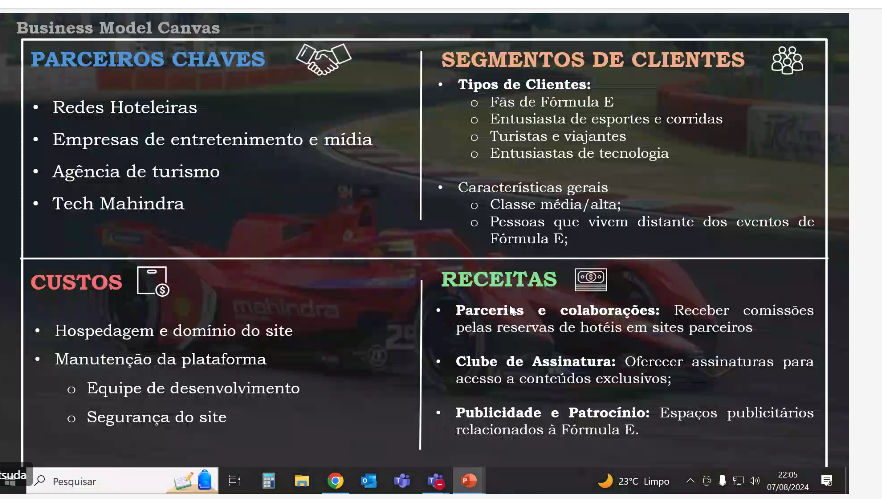 Business Model Canvas
PARCEIROS CHAVES
• Redes Hoteleiras
• Empresas de entretenimento e mídia
• Agência de turismo
• Tech Mahindra
SEGMENTOS DE CLIENTES
• Tipos de Clientes:
o Fãs de Fórmula E
o Entusiasta de esportes e corridas
o Turistas e viajantes
o Entusiastas de tecnologia
• Características gerais
o Classe média/alta;
o Pessoas que vivem distante dos eventos de
Fórmula E;
CUSTOS
• Hospedagem e domínio do site
• Manutenção da plataforma
o Equipe de desenvolvimento
o Segurança do site
RECEITAS
• Parcerias e colaborações: Receber comissões
pelas reservas de hotéis em sites parceiros
• Clube de Assinatura: Oferecer assinaturas para
acesso a conteúdos exclusivos;
• Publicidade e Patrocínio: Espaços publicitários
relacionados à Fórmula E.
mahindra
Pesquisar
23°C Limpo
22:05
07/08/2024